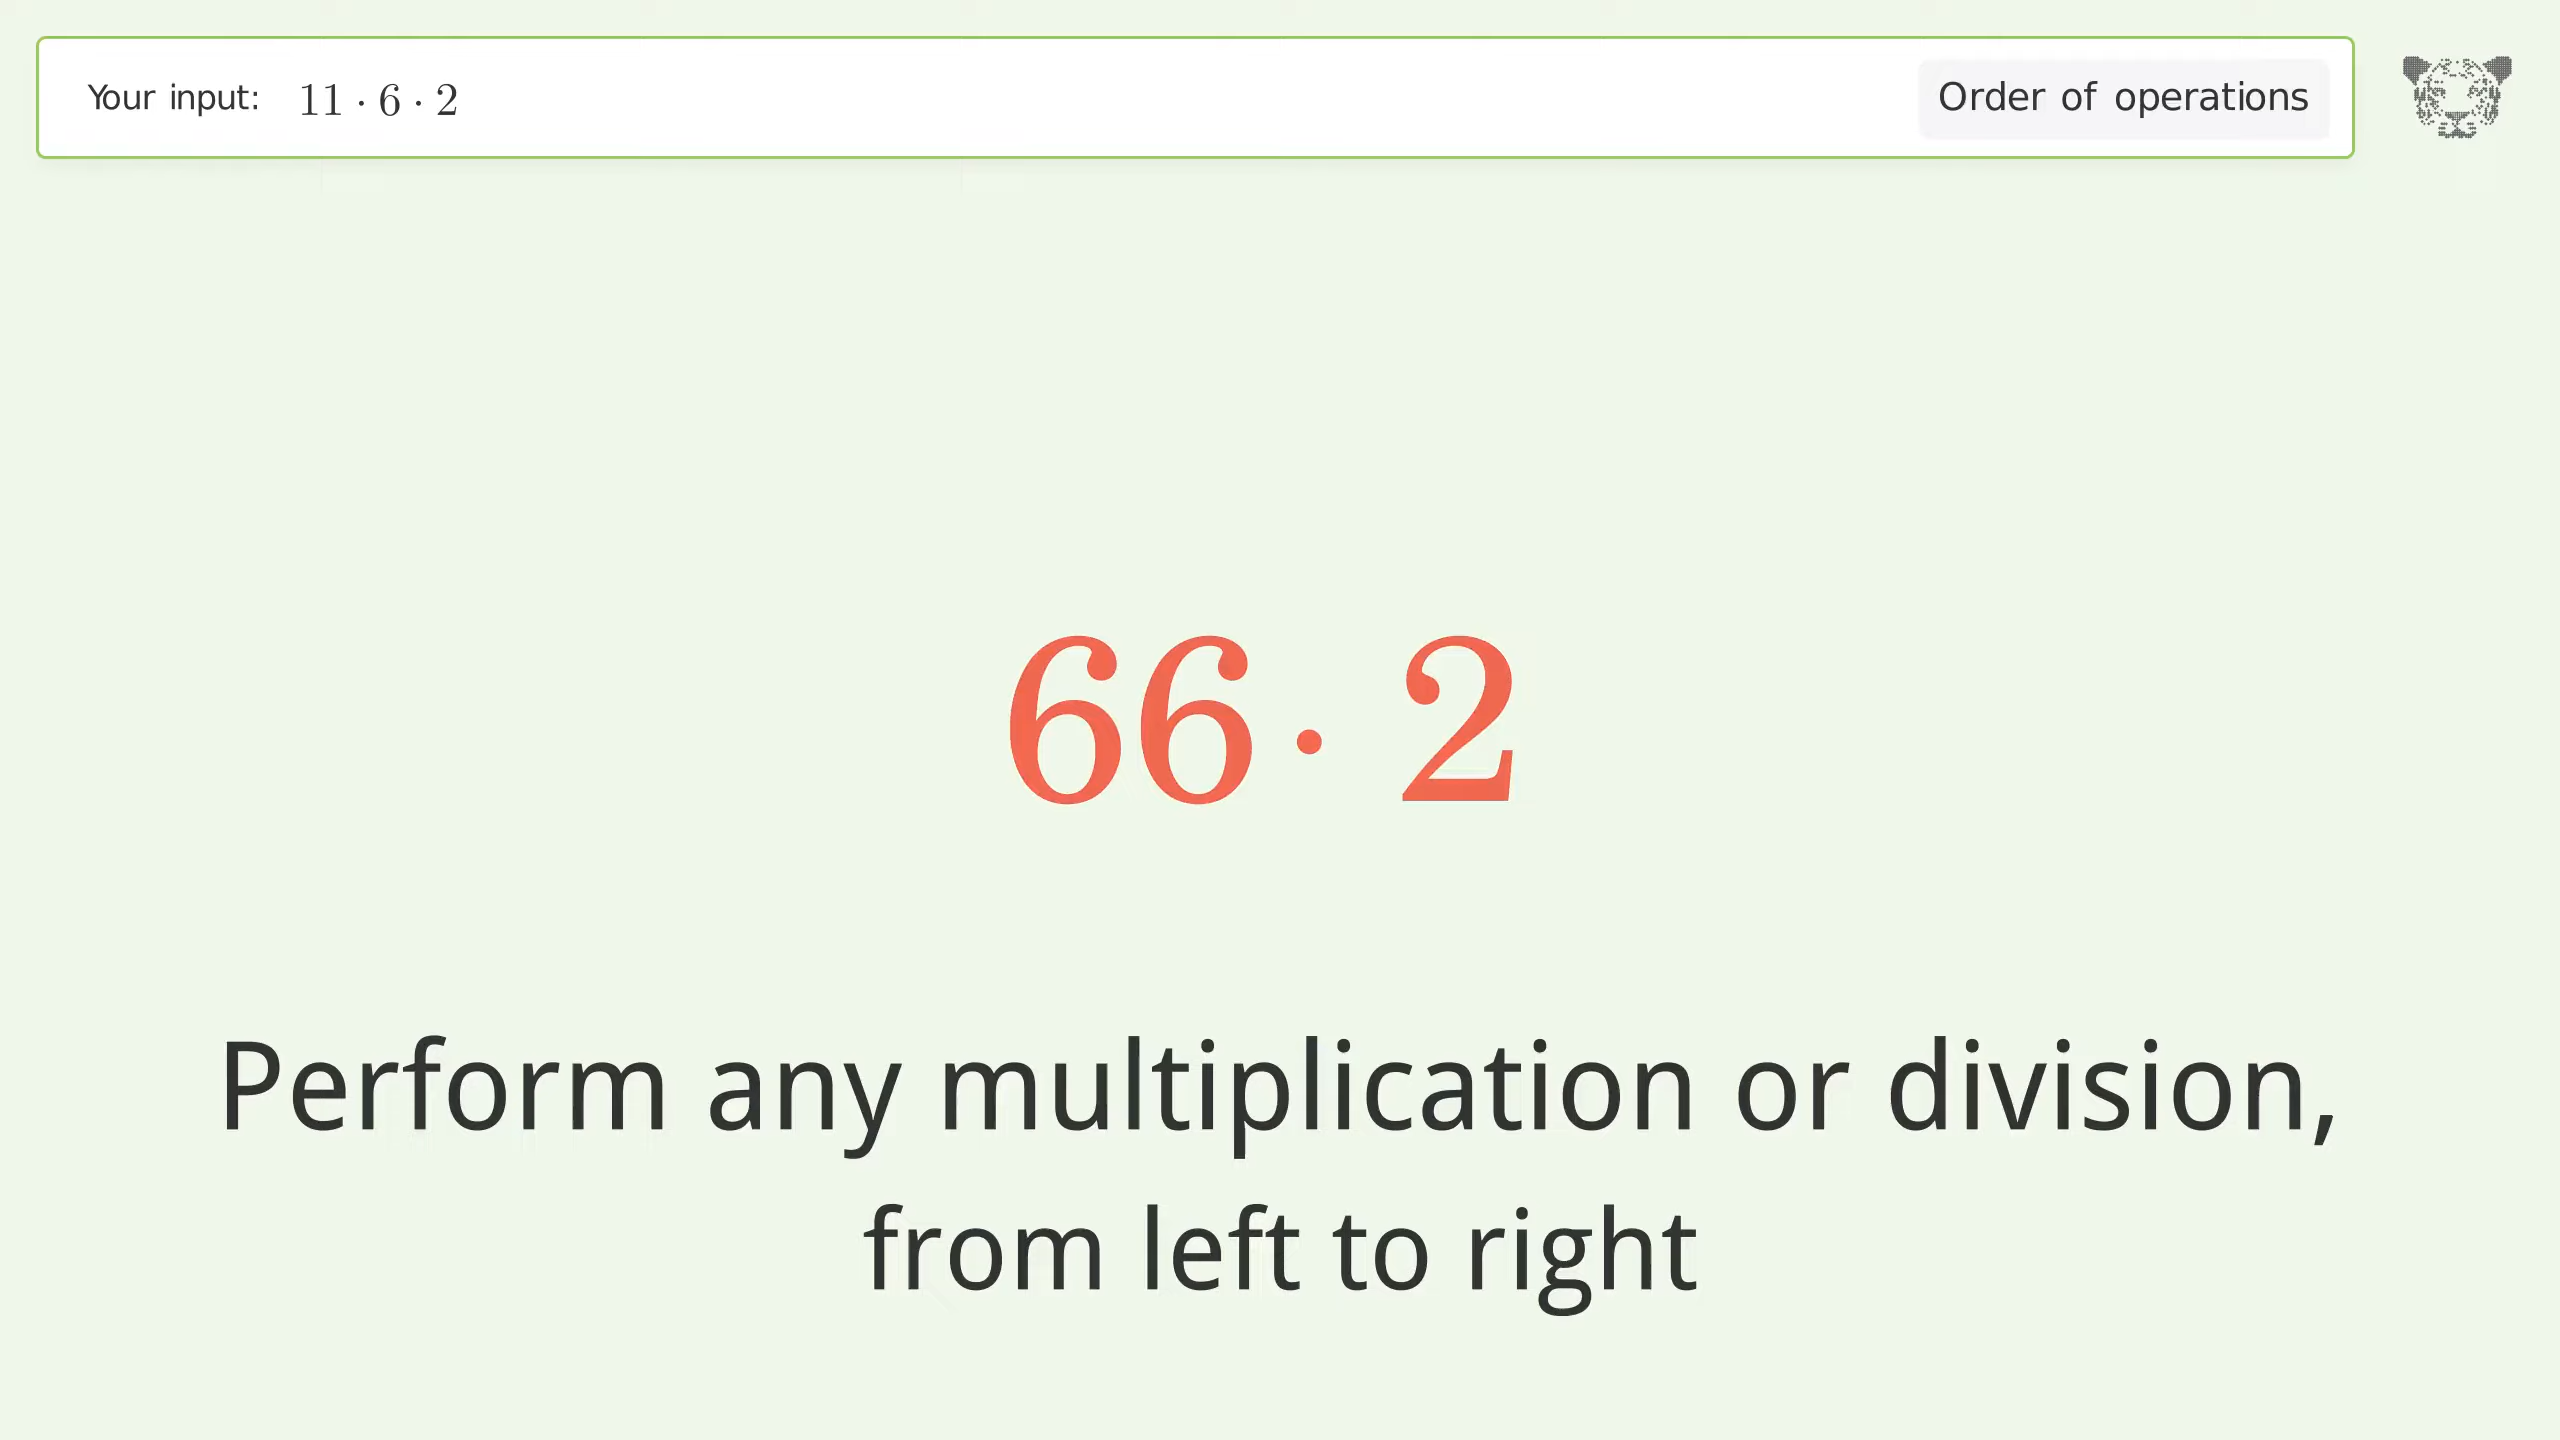 Your input: 11 · 6 · 2
Order of operations
66 · 2
Perform any multiplication or division,
from left to right